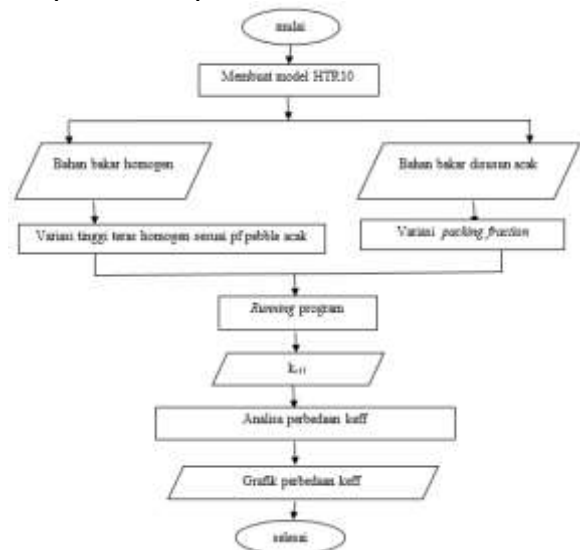 mulai
Membuat model HTR10
Bahan bakar homogen
Bahan bakar disusun acak
Variasi tinggi teras homogen sesuai pf pebble acak
Variasi packing fraction
Running program
keff
Analisa perbedaan keff
Grafik perbedaan keff
selesai